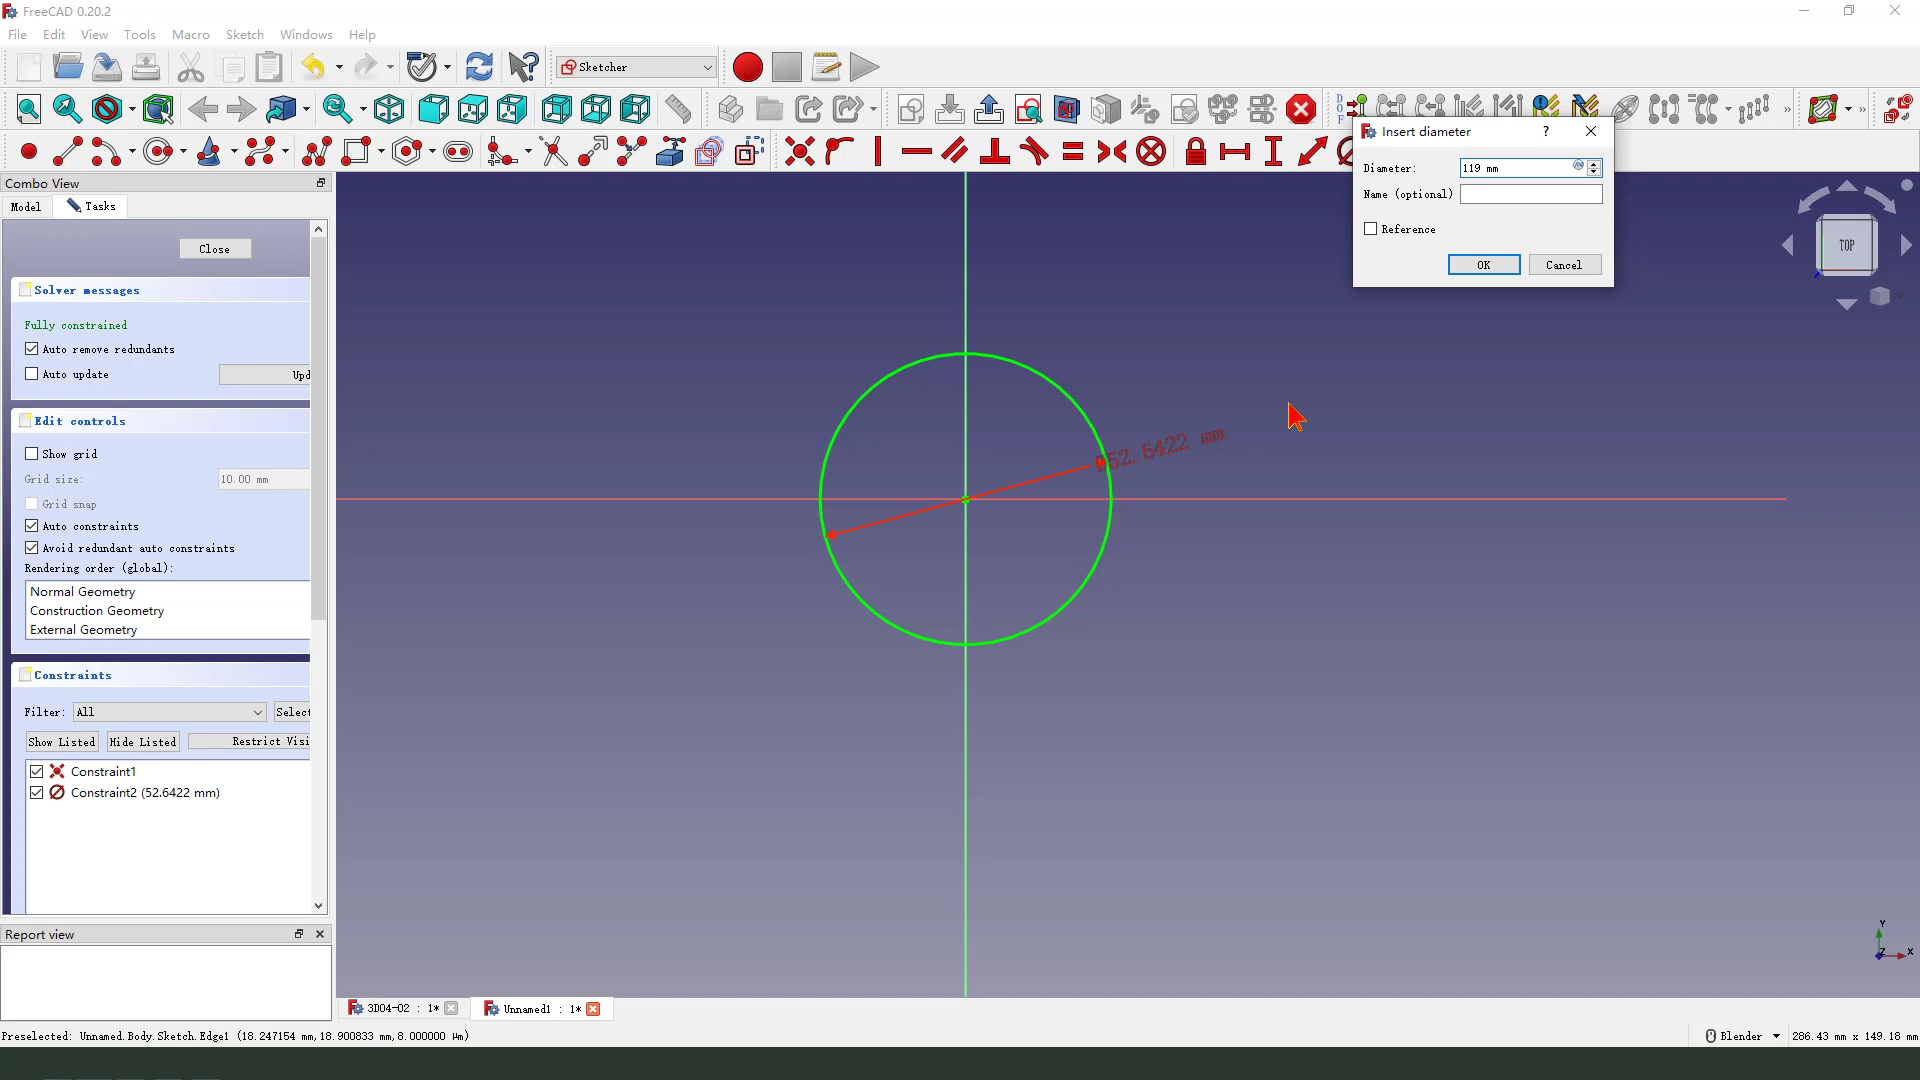 FreeCAD 0.20.2
File Edit View Tools Macro Sketch Windows Help
Sketcher
Insert diameter ?
Diameter: 119 mm
Name (optional)
Reference
OK Cancel
Combo View
Model Tasks
Close
Solver messages
Fully constrained
Auto remove redundants
Auto update Upd
Edit controls
Show grid
Grid size: 10.00 mm
Grid snap
Auto constraints
Avoid redundant auto constraints
Rendering order (global):
Normal Geometry
Construction Geometry
External Geometry
Constraints
Filter: All Select
Show Listed Hide Listed Restrict Visi
Constraint1
Constraint2 (52.6422 mm)
Ø52.6422 mm
TOP
Y
Z X
Report view
3D04-02 : 1* Unnamed1 : 1*
Preselected: Unnamed.Body.Sketch.Edge1 (18.247154 mm,18.900833 mm,8.000000 µm)
Blender 286.43 mm x 149.18 mm